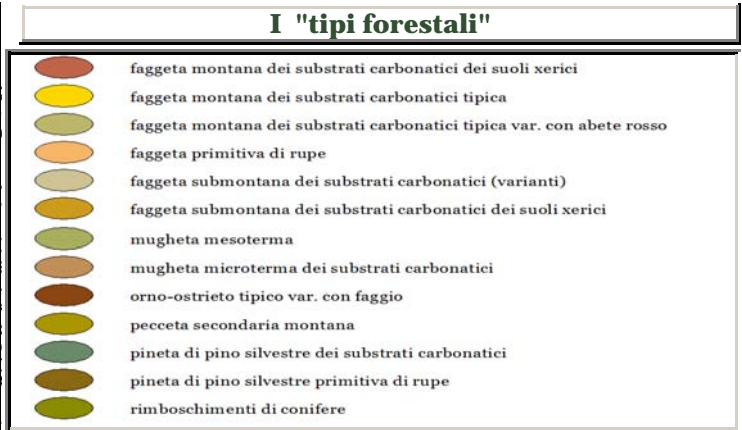 I "tipi forestali"
faggeta montana dei substrati carbonatici dei suoli xerici
faggeta montana dei substrati carbonatici tipica
faggeta montana dei substrati carbonatici tipica var. con abete rosso
faggeta primitiva di rupe
faggeta submontana dei substrati carbonatici (varianti)
faggeta submontana dei substrati carbonatici dei suoli xerici
mugheta mesoterma
mugheta microterma dei substrati carbonatici
orno-ostrieto tipico var. con faggio
pecceta secondaria montana
pineta di pino silvestre dei substrati carbonatici
pineta di pino silvestre primitiva di rupe
rimboschimenti di conifere